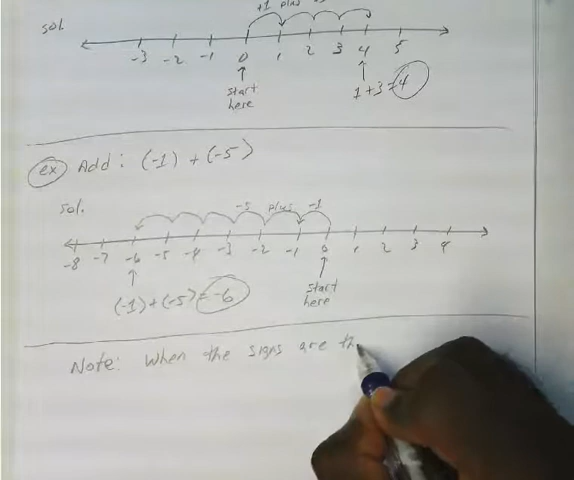 +1 plus
sol.
-3 -2 -1 0 1 2 3 4 5
start here
1+3=4
ex Add: (-1) + (-5)
sol.
-5 plus -1
-8 -7 -6 -5 -4 -3 -2 -1 0 1 2 3 4
(-1)+(-5)=-6
start here
Note: When the signs are th